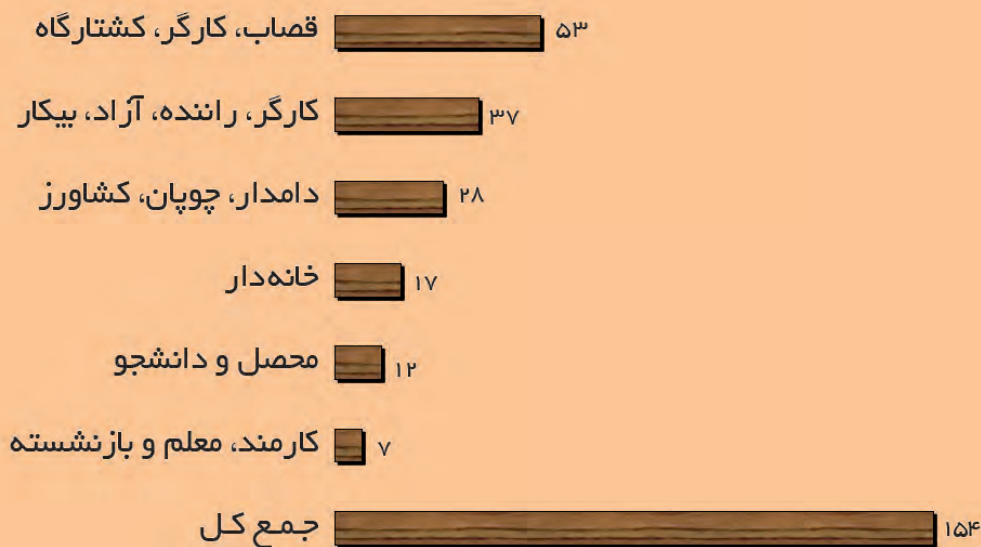 قصاب، کارگر، کشتارگاه ۵۳
کارگر، راننده، آزاد، بیکار ۳۷
دامدار، چوپان، کشاورز ۲۸
خانه‌دار ۱۷
محصل و دانشجو ۱۲
کارمند، معلم و بازنشسته ۷
جمع کل ۱۵۴